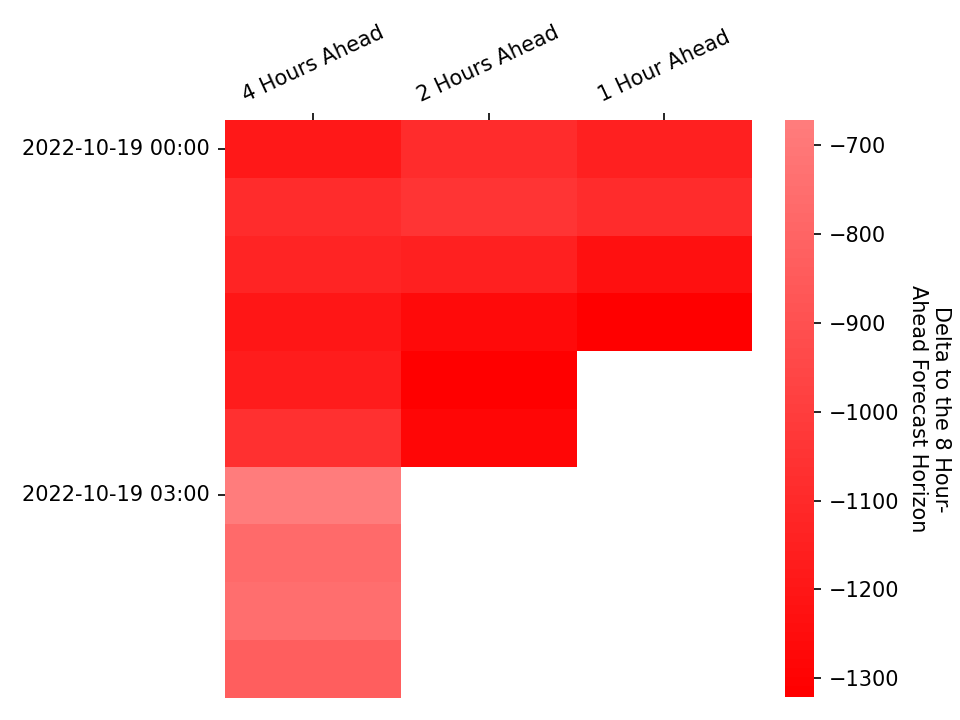 4 Hours Ahead
2 Hours Ahead
1 Hour Ahead
2022-10-19 00:00
2022-10-19 03:00
−700
−800
−900
−1000
−1100
−1200
−1300
Delta to the 8 Hour-
Ahead Forecast Horizon